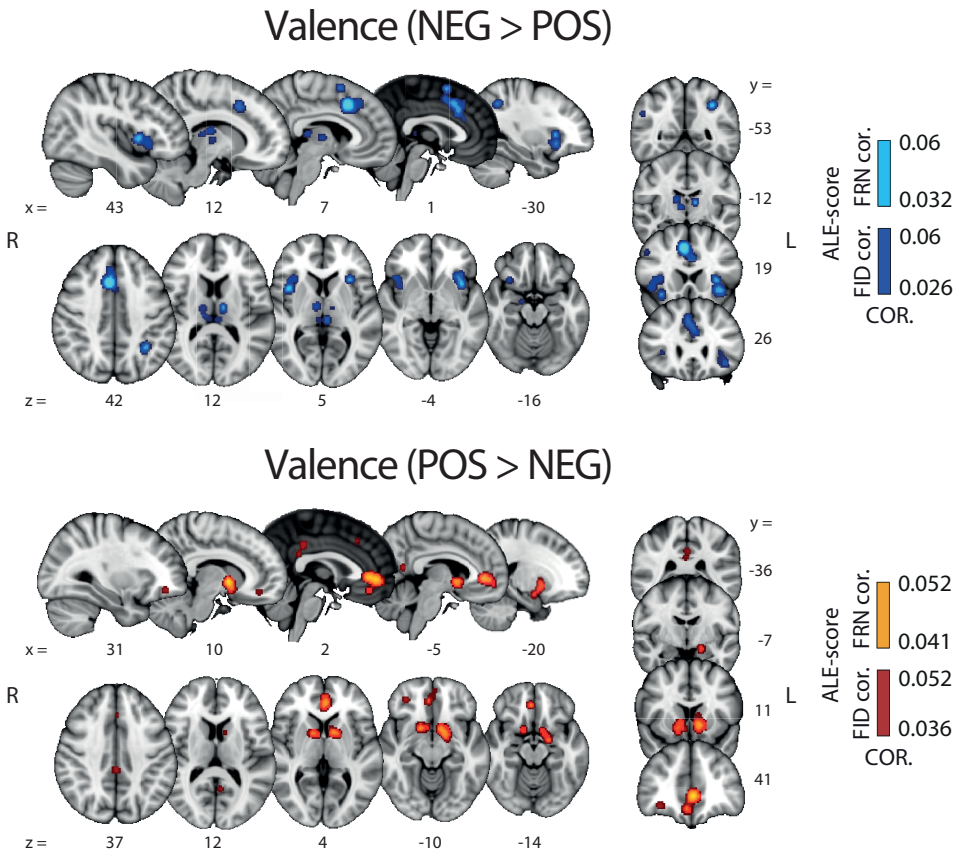 Valence (NEG > POS)
x = 43 12 7 1 -30
R
z = 42 12 5 -4 -16
y =
-53
-12
19
26
L
ALE-score
FRN cor.
0.06
0.032
FID cor.
0.06
0.026
COR.
Valence (POS > NEG)
x = 31 10 2 -5 -20
R
z = 37 12 4 -10 -14
y =
-36
-7
11
41
L
ALE-score
FRN cor.
0.052
0.041
FID cor.
0.052
0.036
COR.